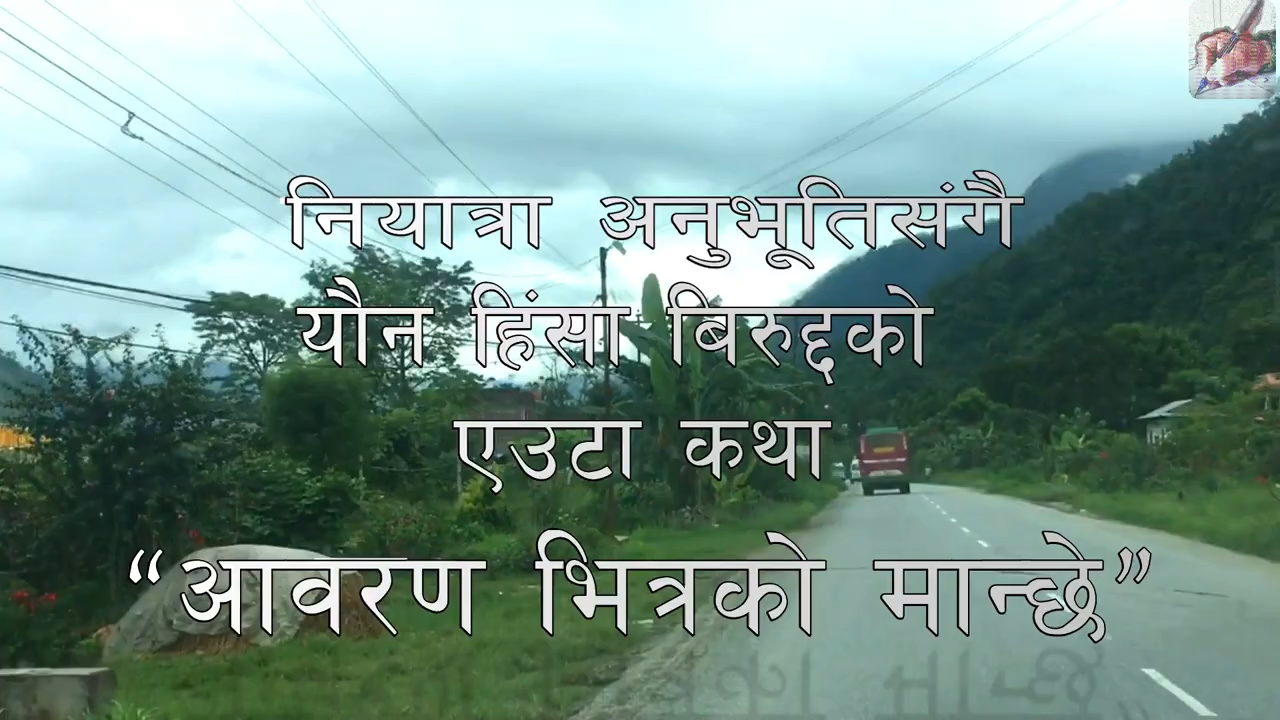 नियात्रा अनुभूतिसंगै
यौन हिंसा बिरुद्दको
एउटा कथा
“आवरण भित्रको मान्छे”